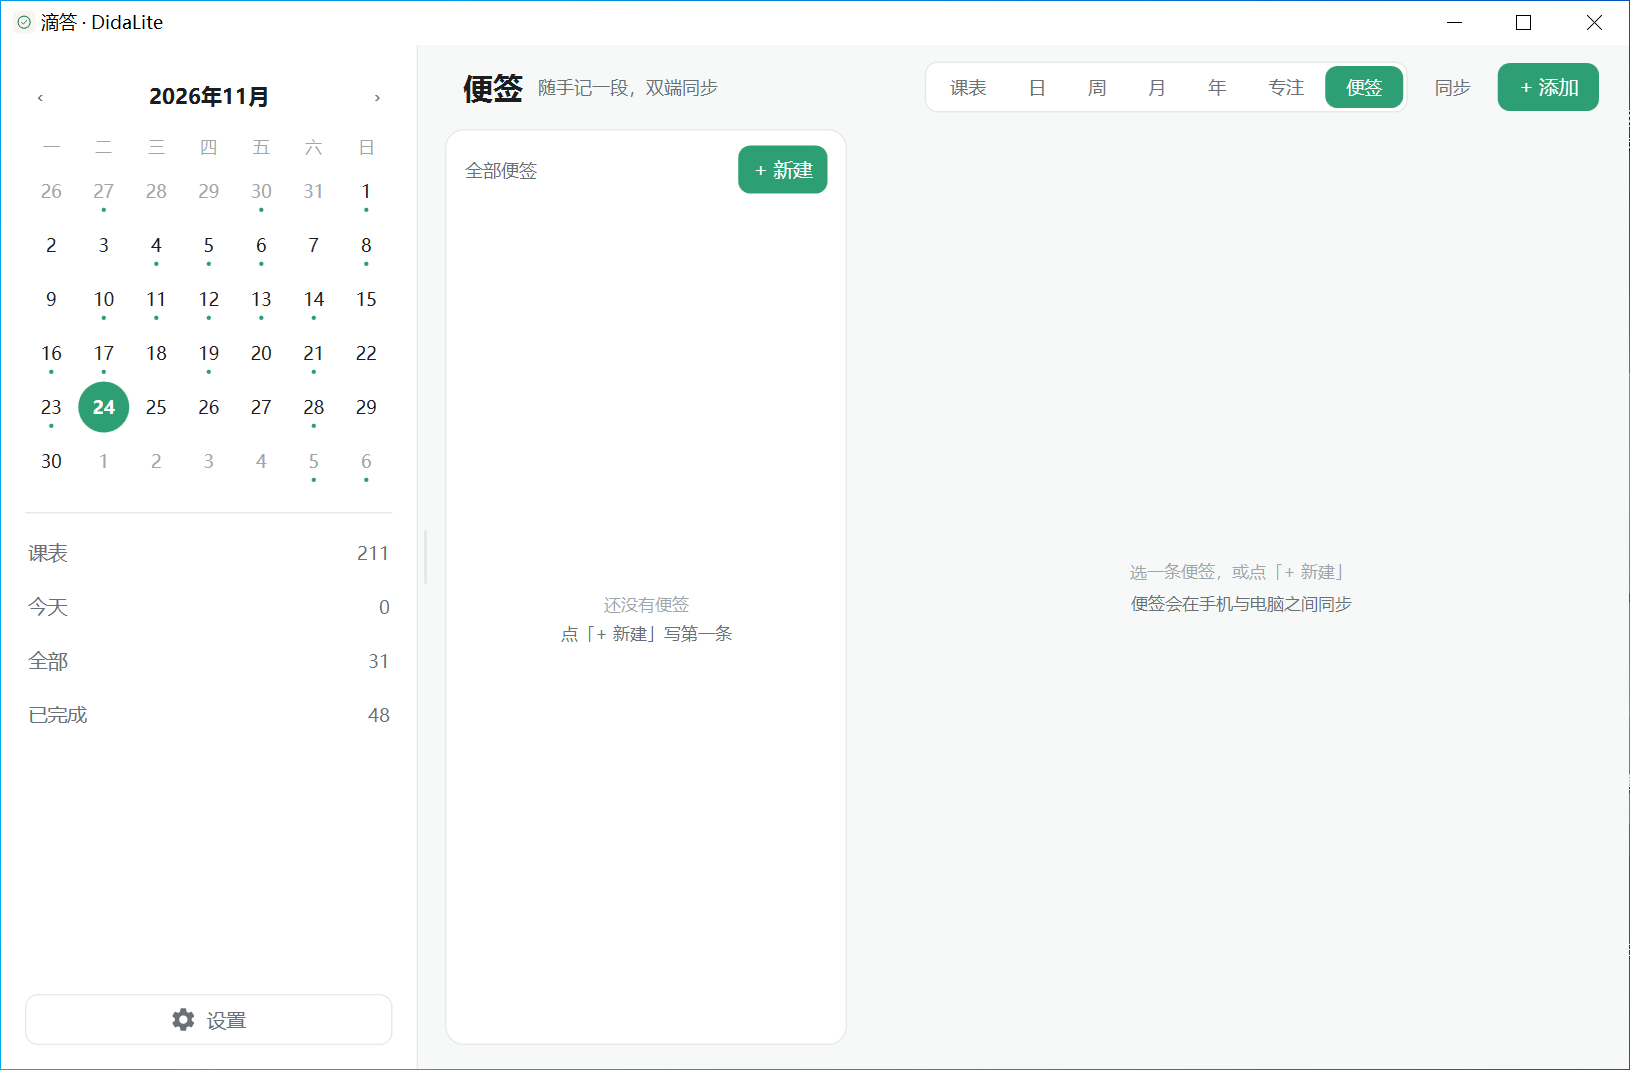 滴答 · DidaLite
‹ 2026年11月 ›
一 二 三 四 五 六 日
26 27 28 29 30 31 1
2 3 4 5 6 7 8
9 10 11 12 13 14 15
16 17 18 19 20 21 22
23 24 25 26 27 28 29
30 1 2 3 4 5 6
课表 211
今天 0
全部 31
已完成 48
设置
便签 随手记一段，双端同步
课表 日 周 月 年 专注 便签 同步 + 添加
全部便签 + 新建
还没有便签
点「+ 新建」写第一条
选一条便签，或点「+ 新建」
便签会在手机与电脑之间同步